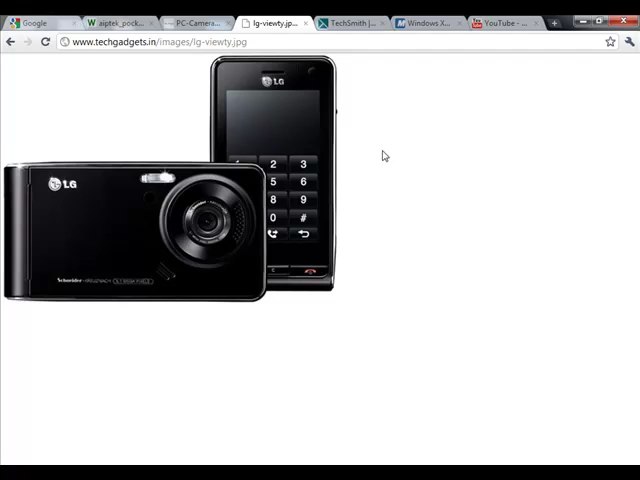 Google
aiptek_pock
PC-Camera...
lg-viewty.jp...
TechSmith |...
Windows X...
YouTube - ...
www.techgadgets.in/images/lg-viewty.jpg
LG
2 3
5 6
8 9
0 #
LG
Schneider